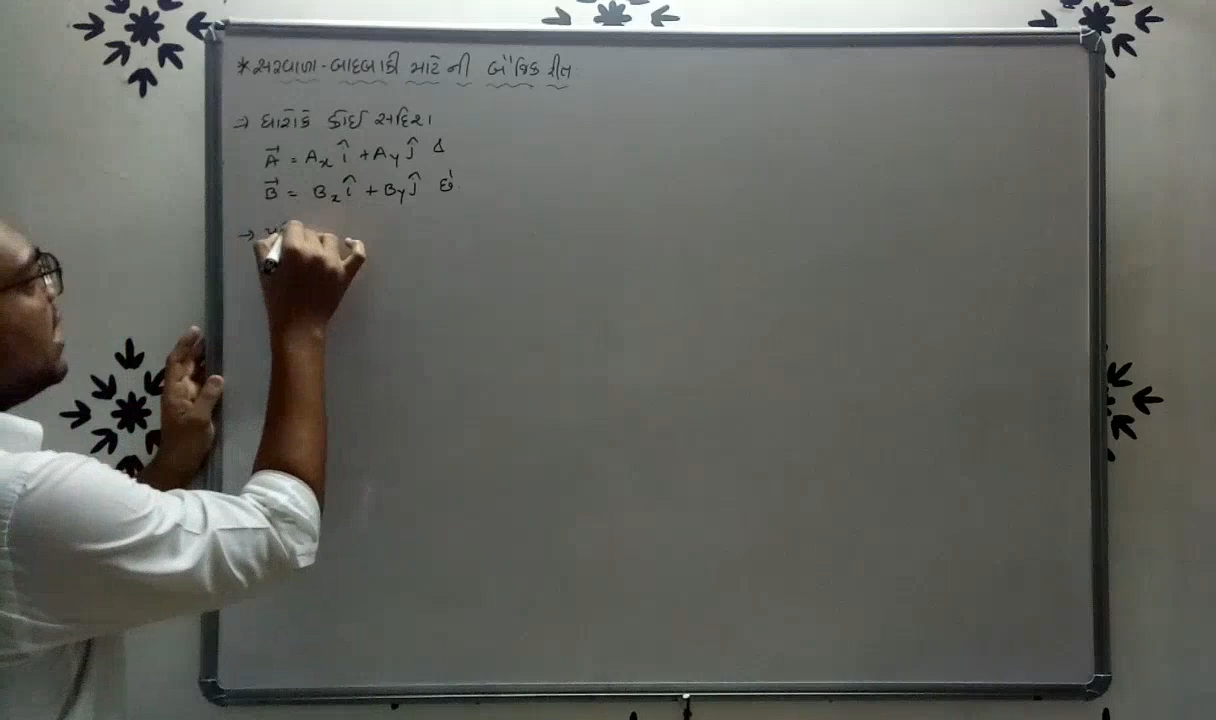 * સરવાળા - બાદબાકી માટે ની બૈજિક રીત
⇒ ધારોકે કોઈ સદિશ
A⃗ = Aₓ î + Aᵧ ĵ
B⃗ = Bₓ î + Bᵧ ĵ છે.
→